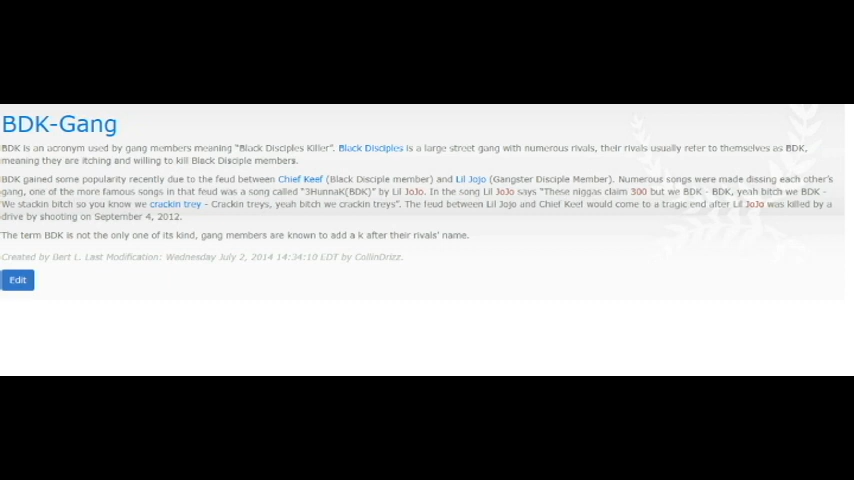 BDK-Gang
BDK is an acronym used by gang members meaning "Black Disciples Killer". Black Disciples is a large street gang with numerous rivals, their rivals usually refer to themselves as BDK,
meaning they are itching and willing to kill Black Disciple members.
BDK gained some popularity recently due to the feud between Chief Keef (Black Disciple member) and Lil Jojo (Gangster Disciple Member). Numerous songs were made dissing each other's
gang, one of the more famous songs in that feud was a song called "3HunnaK(BDK)" by Lil JoJo. In the song Lil JoJo says "These niggas claim 300 but we BDK - BDK, yeah bitch we BDK -
We stackin bitch so you know we crackin trey - Crackin treys, yeah bitch we crackin treys". The feud between Lil JoJo and Chief Keef would come to a tragic end after Lil JoJo was killed by a
drive by shooting on September 4, 2012.
The term BDK is not the only one of its kind, gang members are known to add a k after their rivals' name.
Created by Bert L. Last Modification: Wednesday July 2, 2014 14:34:10 EDT by CollinDrizz.
Edit